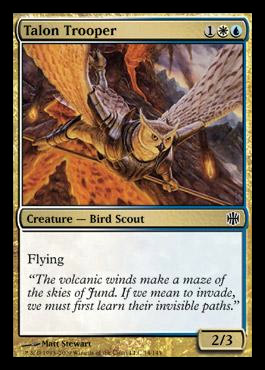 Talon Trooper 1
Creature — Bird Scout
Flying
“The volcanic winds make a maze of
the skies of Jund. If we mean to invade,
we must first learn their invisible paths.”
Matt Stewart
2/3